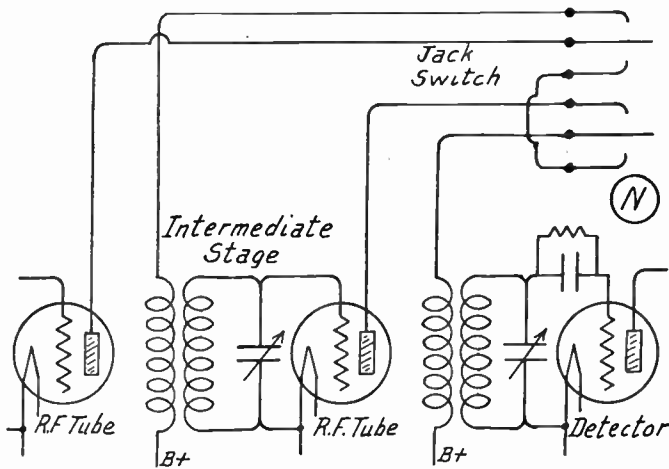 Jack
Switch
N
Intermediate
Stage
R.F. Tube
B+
R.F. Tube
B+
Detector